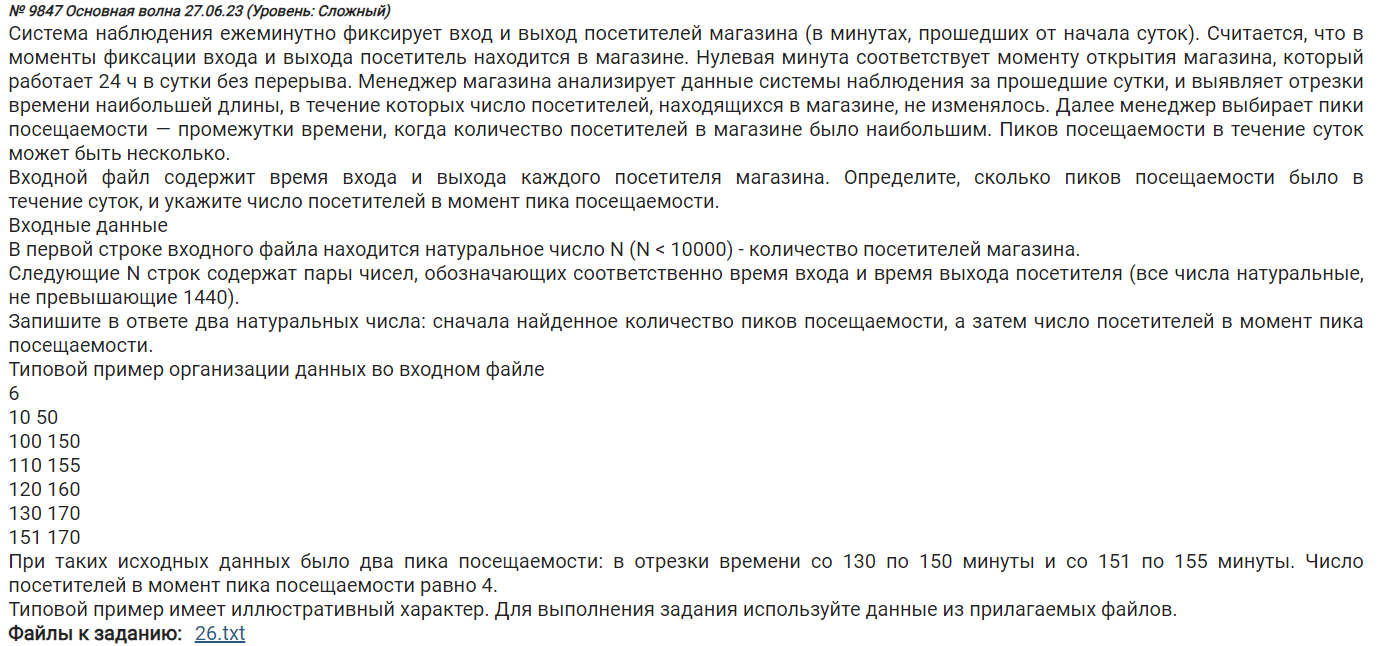 № 9847 Основная волна 27.06.23 (Уровень: Сложный)
Система наблюдения ежеминутно фиксирует вход и выход посетителей магазина (в минутах, прошедших от начала суток). Считается, что в
моменты фиксации входа и выхода посетитель находится в магазине. Нулевая минута соответствует моменту открытия магазина, который
работает 24 ч в сутки без перерыва. Менеджер магазина анализирует данные системы наблюдения за прошедшие сутки, и выявляет отрезки
времени наибольшей длины, в течение которых число посетителей, находящихся в магазине, не изменялось. Далее менеджер выбирает пики
посещаемости — промежутки времени, когда количество посетителей в магазине было наибольшим. Пиков посещаемости в течение суток
может быть несколько.
Входной файл содержит время входа и выхода каждого посетителя магазина. Определите, сколько пиков посещаемости было в
течение суток, и укажите число посетителей в момент пика посещаемости.
Входные данные
В первой строке входного файла находится натуральное число N (N < 10000) - количество посетителей магазина.
Следующие N строк содержат пары чисел, обозначающих соответственно время входа и время выхода посетителя (все числа натуральные,
не превышающие 1440).
Запишите в ответе два натуральных числа: сначала найденное количество пиков посещаемости, а затем число посетителей в момент пика
посещаемости.
Типовой пример организации данных во входном файле
6
10 50
100 150
110 155
120 160
130 170
151 170
При таких исходных данных было два пика посещаемости: в отрезки времени со 130 по 150 минуты и со 151 по 155 минуты. Число
посетителей в момент пика посещаемости равно 4.
Типовой пример имеет иллюстративный характер. Для выполнения задания используйте данные из прилагаемых файлов.
Файлы к заданию: 26.txt